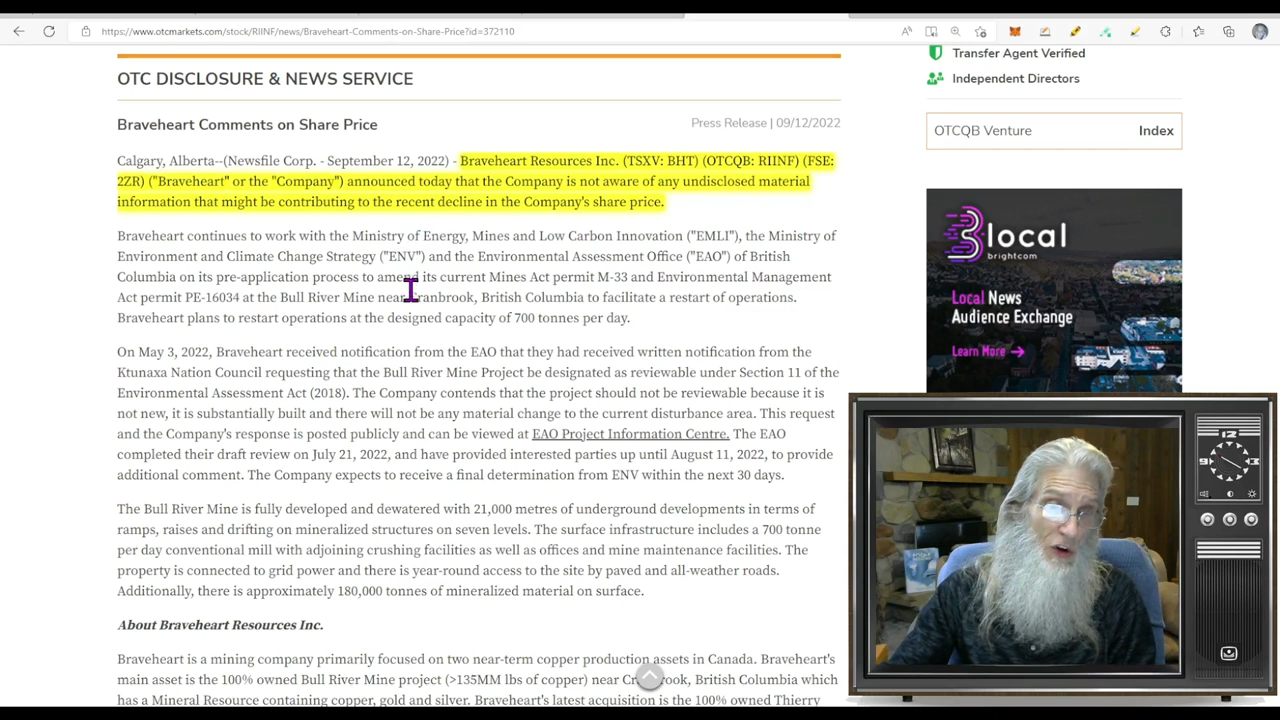 https://www.otcmarkets.com/stock/RIINF/news/Braveheart-Comments-on-Share-Price?id=372110
OTC DISCLOSURE & NEWS SERVICE
Braveheart Comments on Share Price
Press Release | 09/12/2022
Calgary, Alberta--(Newsfile Corp. - September 12, 2022) - Braveheart Resources Inc. (TSXV: BHT) (OTCQB: RIINF) (FSE:
2ZR) ("Braveheart" or the "Company") announced today that the Company is not aware of any undisclosed material
information that might be contributing to the recent decline in the Company's share price.
Braveheart continues to work with the Ministry of Energy, Mines and Low Carbon Innovation ("EMLI"), the Ministry of
Environment and Climate Change Strategy ("ENV") and the Environmental Assessment Office ("EAO") of British
Columbia on its pre-application process to amend its current Mines Act permit M-33 and Environmental Management
Act permit PE-16034 at the Bull River Mine near Cranbrook, British Columbia to facilitate a restart of operations.
Braveheart plans to restart operations at the designed capacity of 700 tonnes per day.
On May 3, 2022, Braveheart received notification from the EAO that they had received written notification from the
Ktunaxa Nation Council requesting that the Bull River Mine Project be designated as reviewable under Section 11 of the
Environmental Assessment Act (2018). The Company contends that the project should not be reviewable because it is
not new, it is substantially built and there will not be any material change to the current disturbance area. This request
and the Company's response is posted publicly and can be viewed at EAO Project Information Centre. The EAO
completed their draft review on July 21, 2022, and have provided interested parties up until August 11, 2022, to provide
additional comment. The Company expects to receive a final determination from ENV within the next 30 days.
The Bull River Mine is fully developed and dewatered with 21,000 metres of underground developments in terms of
ramps, raises and drifting on mineralized structures on seven levels. The surface infrastructure includes a 700 tonne
per day conventional mill with adjoining crushing facilities as well as offices and mine maintenance facilities. The
property is connected to grid power and there is year-round access to the site by paved and all-weather roads.
Additionally, there is approximately 180,000 tonnes of mineralized material on surface.
About Braveheart Resources Inc.
Braveheart is a mining company primarily focused on two near-term copper production assets in Canada. Braveheart's
main asset is the 100% owned Bull River Mine project (>135MM lbs of copper) near Cranbrook, British Columbia which
has a Mineral Resource containing copper, gold and silver. Braveheart's latest acquisition is the 100% owned Thierry
Transfer Agent Verified
Independent Directors
OTCQB Venture
Index
local
brightcom
Local News
Audience Exchange
Learn More →
12
3
9